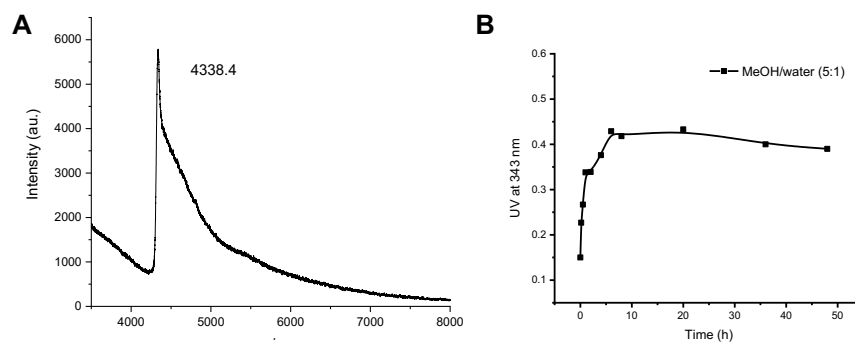 A
6000
5000
4000
3000
2000
1000
0
Intensity (au.)
4338.4
4000 5000 6000 7000 8000
B
0.6
0.5
0.4
0.3
0.2
0.1
UV at 343 nm
MeOH/water (5:1)
0 10 20 30 40 50
Time (h)